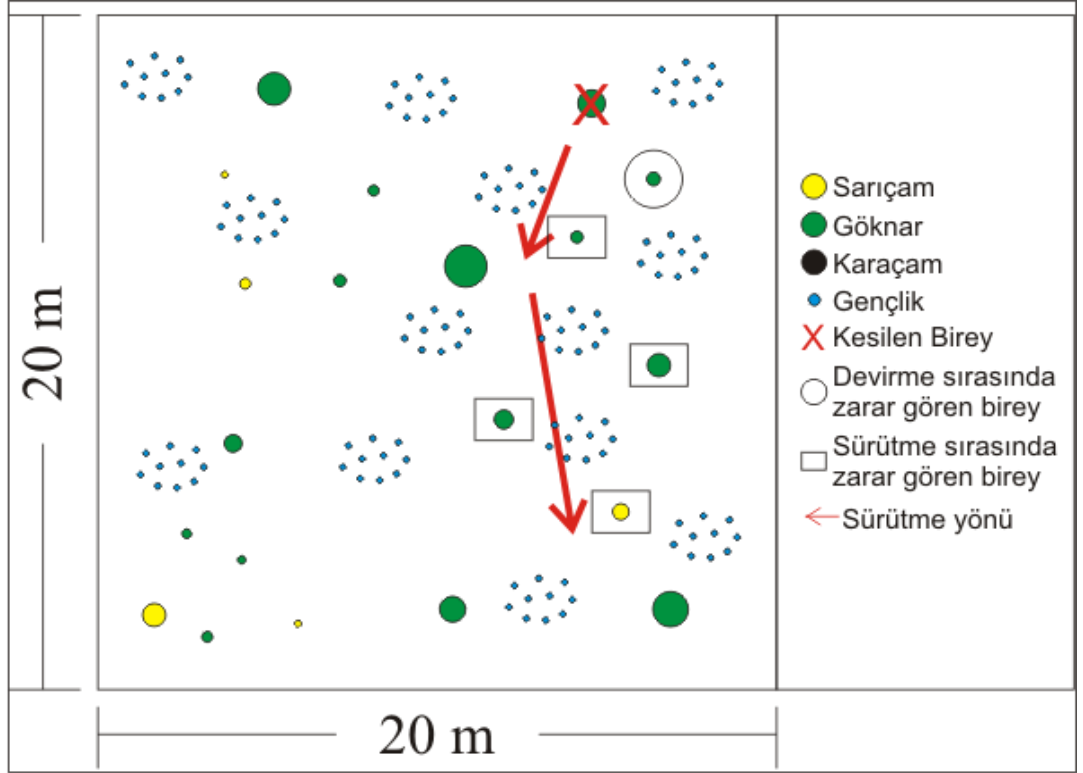 Sarıçam
Göknar
Karaçam
Gençlik
Kesilen Birey
Devirme sırasında
zarar gören birey
Sürütme sırasında
zarar gören birey
Sürütme yönü
20 m
20 m